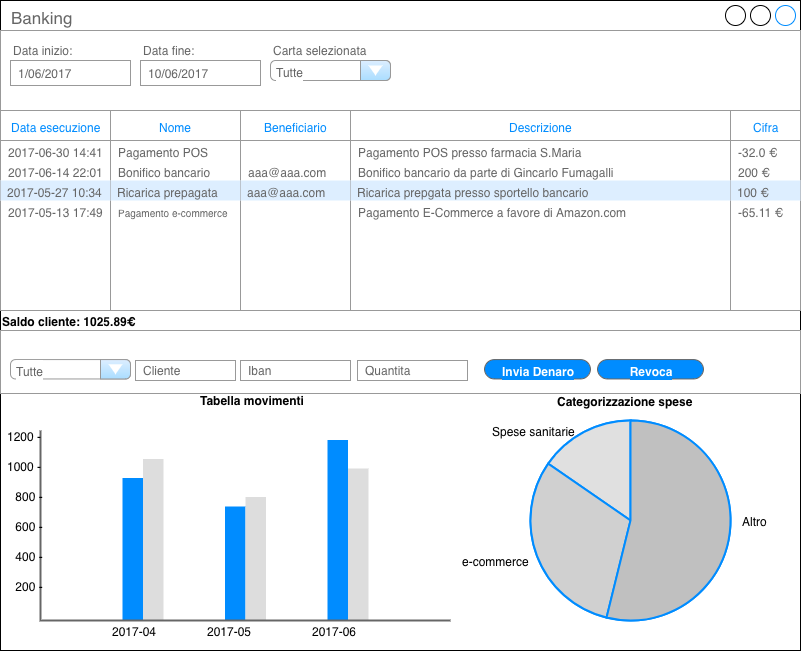 Banking
Data inizio: Data fine: Carta selezionata
1/06/2017 10/06/2017 Tutte
Data esecuzione Nome Beneficiario Descrizione Cifra
2017-06-30 14:41 Pagamento POS Pagamento POS presso farmacia S.Maria -32.0 €
2017-06-14 22:01 Bonifico bancario aaa@aaa.com Bonifico bancario da parte di Gincarlo Fumagalli 200 €
2017-05-27 10:34 Ricarica prepagata aaa@aaa.com Ricarica prepgata presso sportello bancario 100 €
2017-05-13 17:49 Pagamento e-commerce Pagamento E-Commerce a favore di Amazon.com -65.11 €
Saldo cliente: 1025.89€
Tutte Cliente Iban Quantita Invia Denaro Revoca
Tabella movimenti
1200
1000
800
600
400
200
2017-04 2017-05 2017-06
Categorizzazione spese
Spese sanitarie
Altro
e-commerce